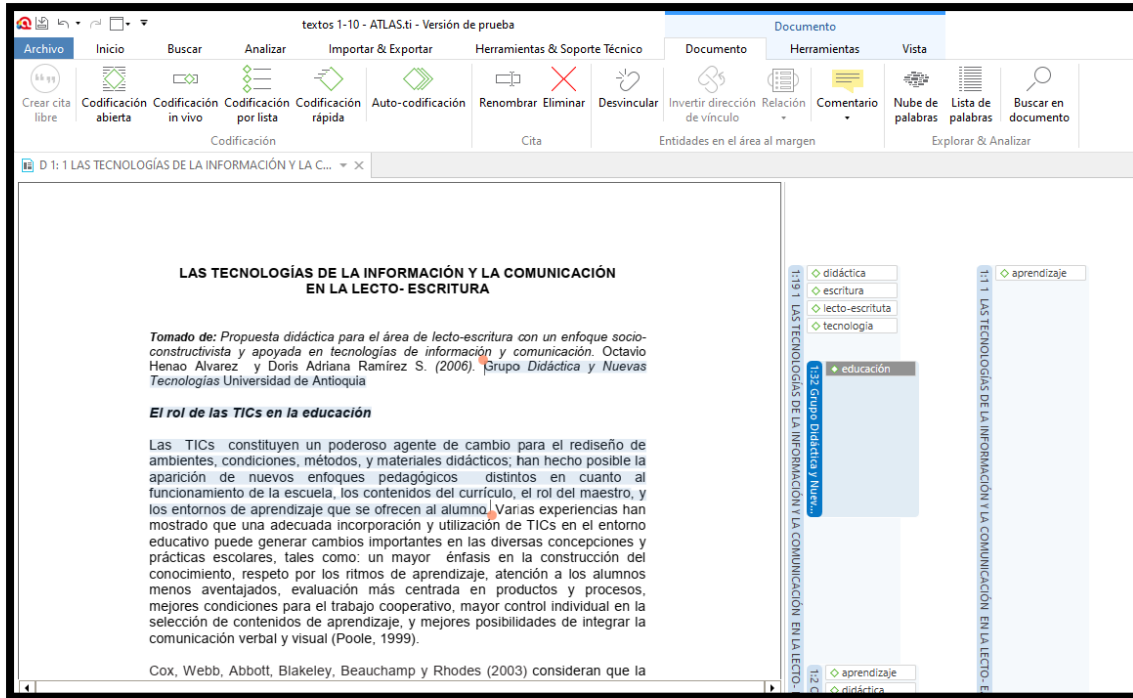 textos 1-10 - ATLAS.ti - Versión de prueba
Documento
Archivo Inicio Buscar Analizar Importar & Exportar Herramientas & Soporte Técnico Documento Herramientas Vista
Crear cita libre
Codificación abierta
Codificación in vivo
Codificación por lista
Codificación rápida
Auto-codificación
Renombrar
Eliminar
Desvincular
Invertir dirección de vínculo
Relación
Comentario
Nube de palabras
Lista de palabras
Buscar en documento
Codificación
Cita
Entidades en el área al margen
Explorar & Analizar
D 1: 1 LAS TECNOLOGÍAS DE LA INFORMACIÓN Y LA C...
LAS TECNOLOGÍAS DE LA INFORMACIÓN Y LA COMUNICACIÓN
EN LA LECTO- ESCRITURA
Tomado de: Propuesta didáctica para el área de lecto-escritura con un enfoque socio-
constructivista y apoyada en tecnologías de información y comunicación. Octavio
Henao Alvarez y Doris Adriana Ramírez S. (2006). Grupo Didáctica y Nuevas
Tecnologías Universidad de Antioquia
El rol de las TICs en la educación
Las TICs constituyen un poderoso agente de cambio para el rediseño de
ambientes, condiciones, métodos, y materiales didácticos; han hecho posible la
aparición de nuevos enfoques pedagógicos distintos en cuanto al
funcionamiento de la escuela, los contenidos del currículo, el rol del maestro, y
los entornos de aprendizaje que se ofrecen al alumno. Varias experiencias han
mostrado que una adecuada incorporación y utilización de TICs en el entorno
educativo puede generar cambios importantes en las diversas concepciones y
prácticas escolares, tales como: un mayor énfasis en la construcción del
conocimiento, respeto por los ritmos de aprendizaje, atención a los alumnos
menos aventajados, evaluación más centrada en productos y procesos,
mejores condiciones para el trabajo cooperativo, mayor control individual en la
selección de contenidos de aprendizaje, y mejores posibilidades de integrar la
comunicación verbal y visual (Poole, 1999).
Cox, Webb, Abbott, Blakeley, Beauchamp y Rhodes (2003) consideran que la
1:19 1 LAS TECNOLOGÍAS DE LA INFORMACIÓN Y LA COMUNICACIÓN EN LA LECTO-
didáctica
escritura
lecto-escrituta
tecnologia
1:32 Grupo Didáctica y Nuev...
educación
1:2
aprendizaje
didáctica
1:1 1 LAS TECNOLOGÍAS DE LA INFORMACIÓN Y LA COMUNICACIÓN EN LA LECTO-
aprendizaje